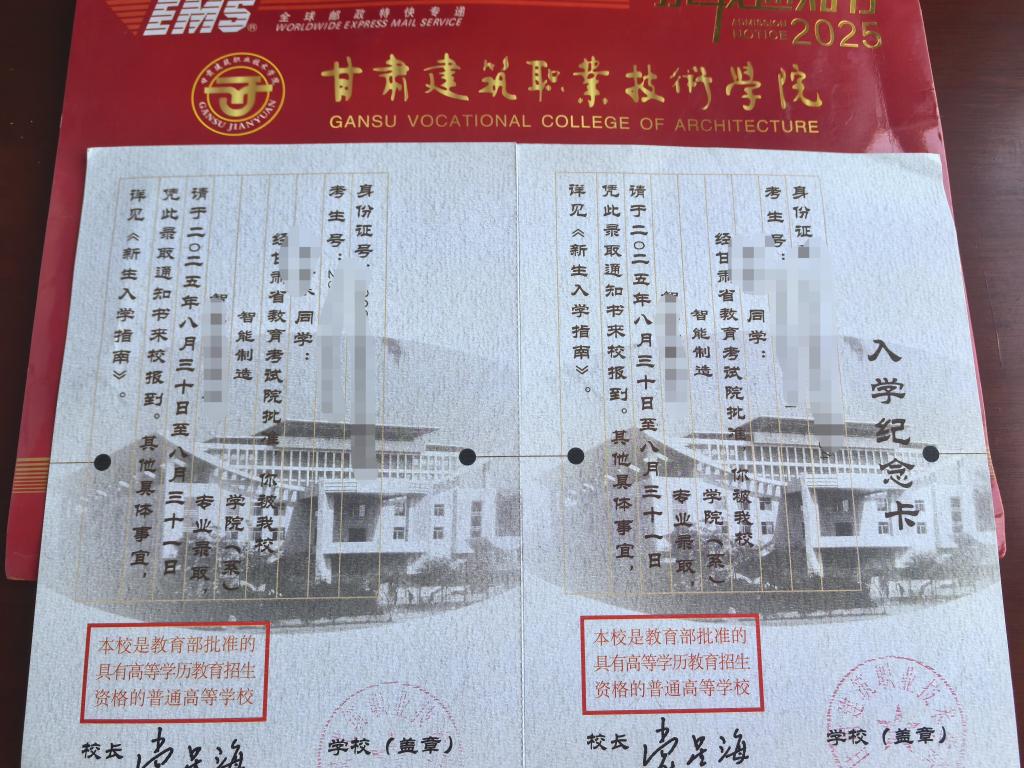 EMS
全球邮政特快专递
WORLDWIDE EXPRESS MAIL SERVICE
ADMISSION
NOTICE 2025
甘肃建筑职业技术学院
GANSU JIANYUAN
甘肃建筑职业技术学院
GANSU VOCATIONAL COLLEGE OF ARCHITECTURE
身份证号
考生号：
同学：
经甘肃省教育考试院批准 你被我校
智能制造 学院（系）
智 专业录取，
请于二〇二五年八月三十日至八月三十一日
凭此录取通知书来校报到。其他具体事宜，
详见《新生入学指南》。
本校是教育部批准的
具有高等学历教育招生
资格的普通高等学校
校长
学校（盖章）
入学纪念卡
身份证
考生号：
同学：
经甘肃省教育考试院批准 你被我校
智能制造 学院（系）
智 专业录取，
请于二〇二五年八月三十日至八月三十一日
凭此录取通知书来校报到。其他具体事宜，
详见《新生入学指南》。
本校是教育部批准的
具有高等学历教育招生
资格的普通高等学校
校长
学校（盖章）